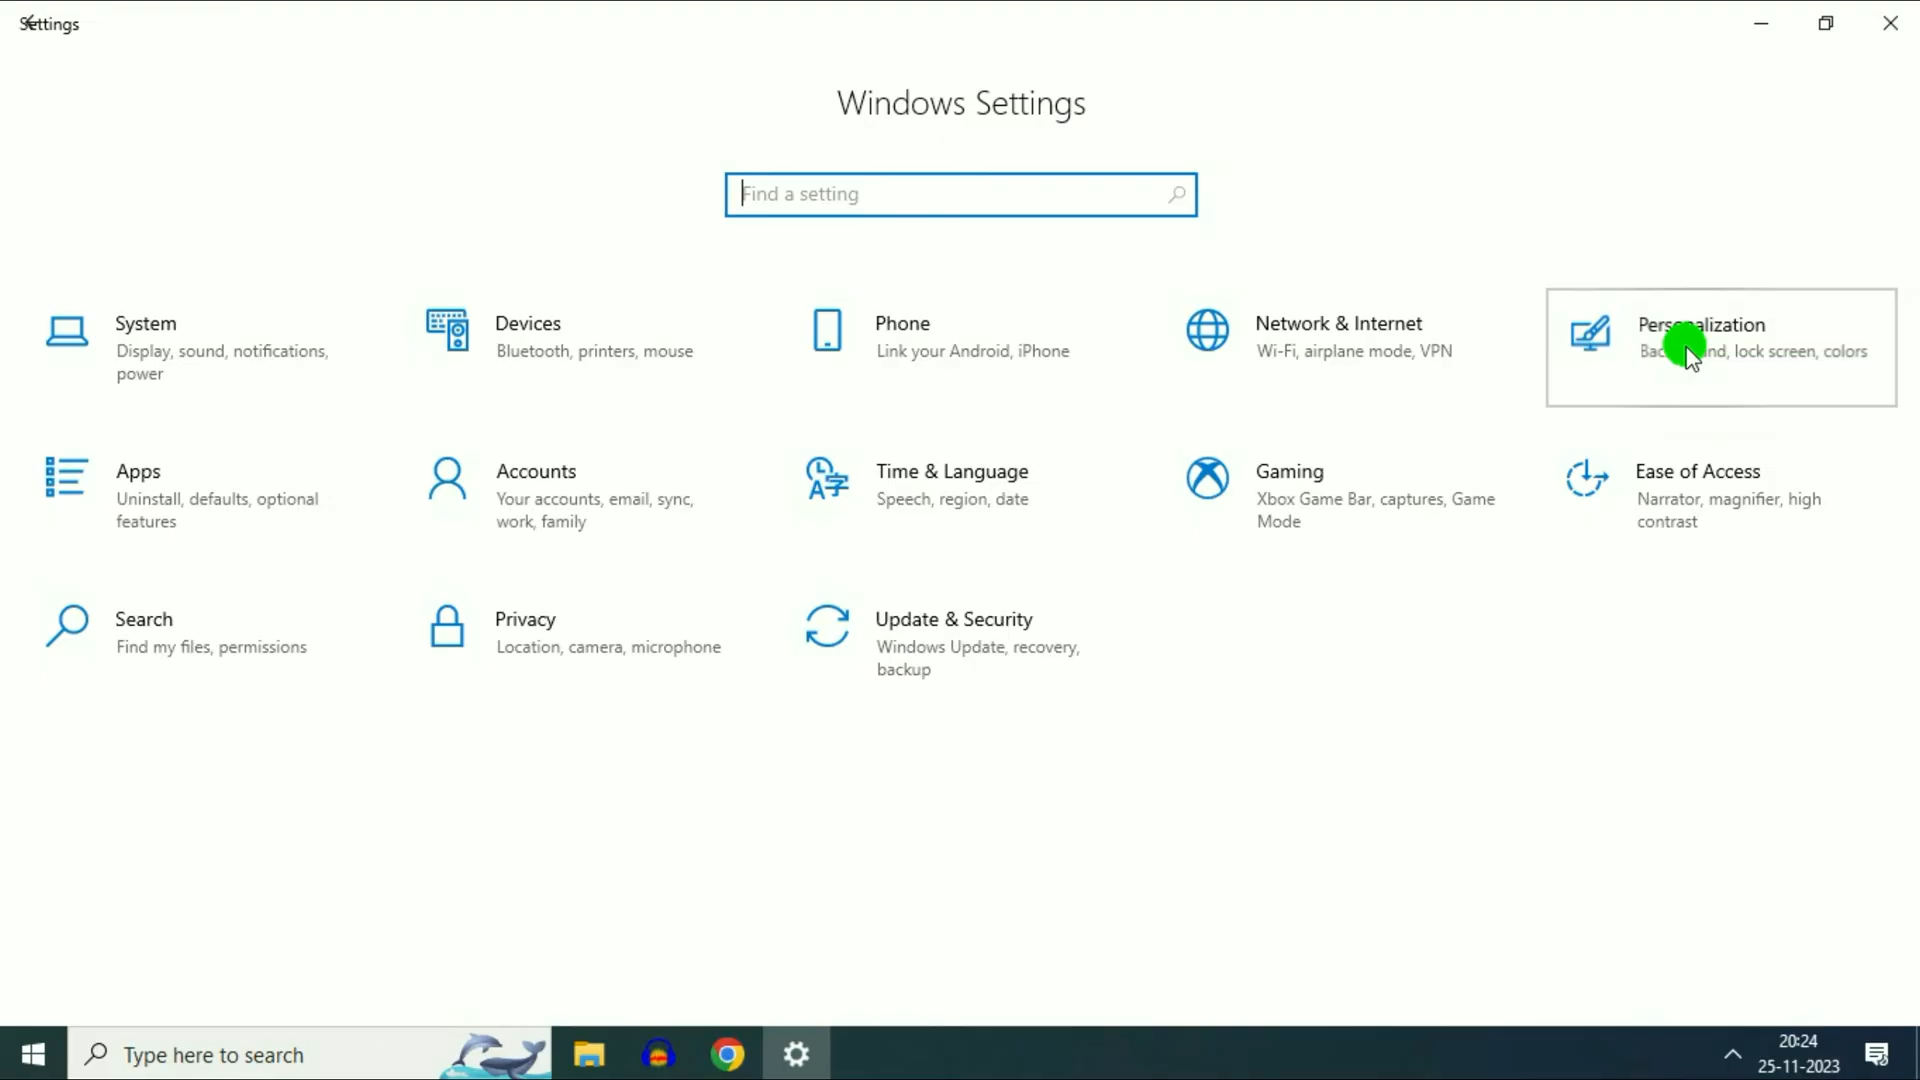 Settings
Windows Settings
Find a setting
System
Display, sound, notifications,
power
Devices
Bluetooth, printers, mouse
Phone
Link your Android, iPhone
Network & Internet
Wi-Fi, airplane mode, VPN
Personalization
lock screen, colors
Apps
Uninstall, defaults, optional
features
Accounts
Your accounts, email, sync,
work, family
Time & Language
Speech, region, date
Gaming
Xbox Game Bar, captures, Game
Mode
Ease of Access
Narrator, magnifier, high
contrast
Search
Find my files, permissions
Privacy
Location, camera, microphone
Update & Security
Windows Update, recovery,
backup
Type here to search
20:24
25-11-2023